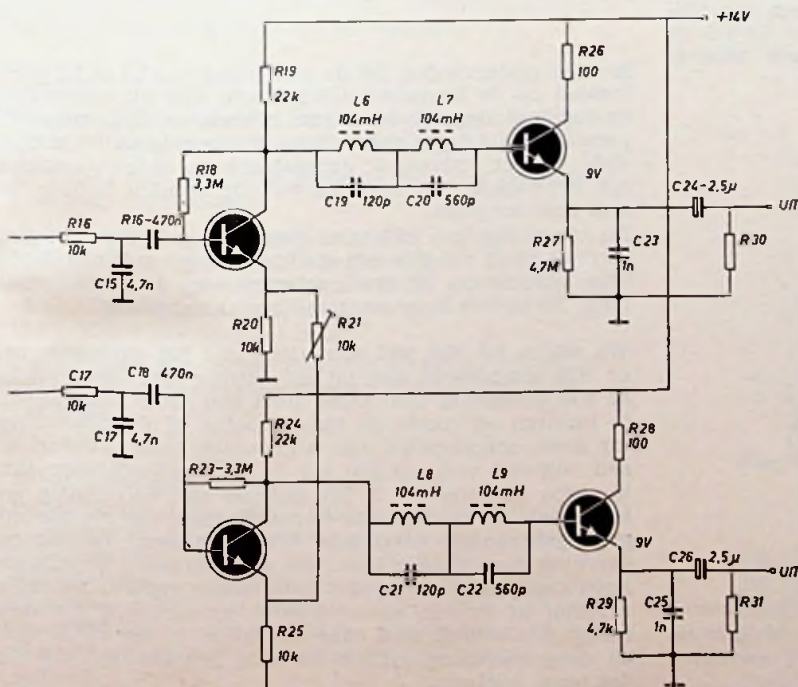 +14V
R26
100
R19
22k
L6
104mH
L7
104mH
R18
3,3M
C19
120p
C20
560p
9V
C24-2,5µ
UIT
R16
10k
R16-470n
C15
4,7n
R27
4,7M
C23
1n
R30
R20
10k
R21
10k
C17
10k
C18 470n
C17
4,7n
R24
22k
R28
100
R23-3,3M
L8
104mH
L9
104mH
C21
120p
C22
560p
9V
C26 2,5µ
UIT
R29
4,7k
C25
1n
R31
R25
10k